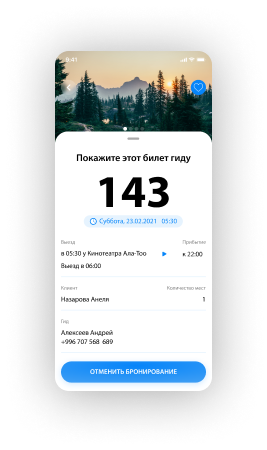 9:41
Покажите этот билет гиду
143
Суббота, 23.02.2021 05:30
Выезд
Прибытие
в 05:30 у Кинотеатра Ала-Тоо
к 22:00
Выезд в 06:00
Клиент
Количество мест
Назарова Анеля
1
Гид
Алексеев Андрей
+996 707 568 689
ОТМЕНИТЬ БРОНИРОВАНИЕ